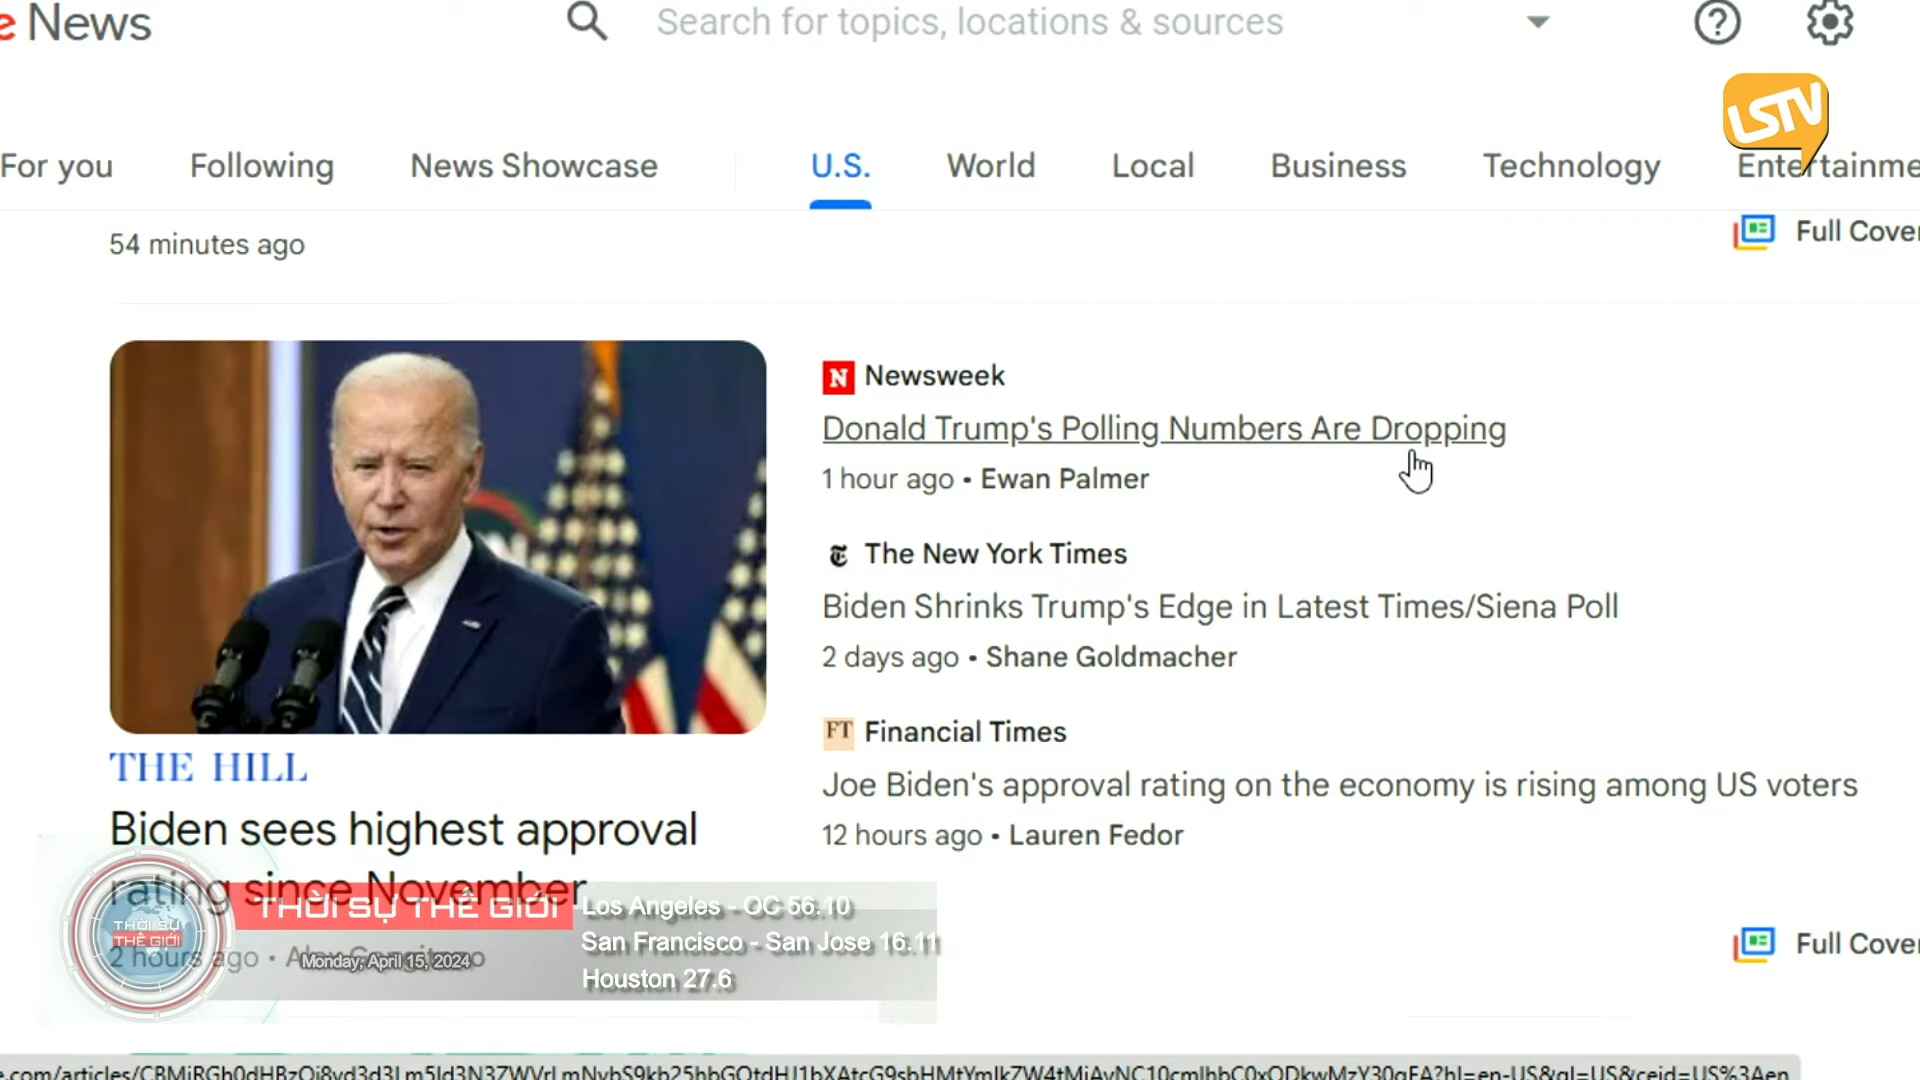 e News
Search for topics, locations & sources
LSTV
For you
Following
News Showcase
U.S.
World
Local
Business
Technology
Entertainme
54 minutes ago
Full Cover
Newsweek
Donald Trump's Polling Numbers Are Dropping
1 hour ago • Ewan Palmer
The New York Times
Biden Shrinks Trump's Edge in Latest Times/Siena Poll
2 days ago • Shane Goldmacher
FT Financial Times
Joe Biden's approval rating on the economy is rising among US voters
12 hours ago • Lauren Fedor
THE HILL
Biden sees highest approval
rating since November
2 hours ago •
Full Cover
THỜI SỰ THẾ GIỚI
THỜI SỰ
THẾ GIỚI
Monday, April 15, 2024
Los Angeles - OC 56.10
San Francisco - San Jose 16.11
Houston 27.6